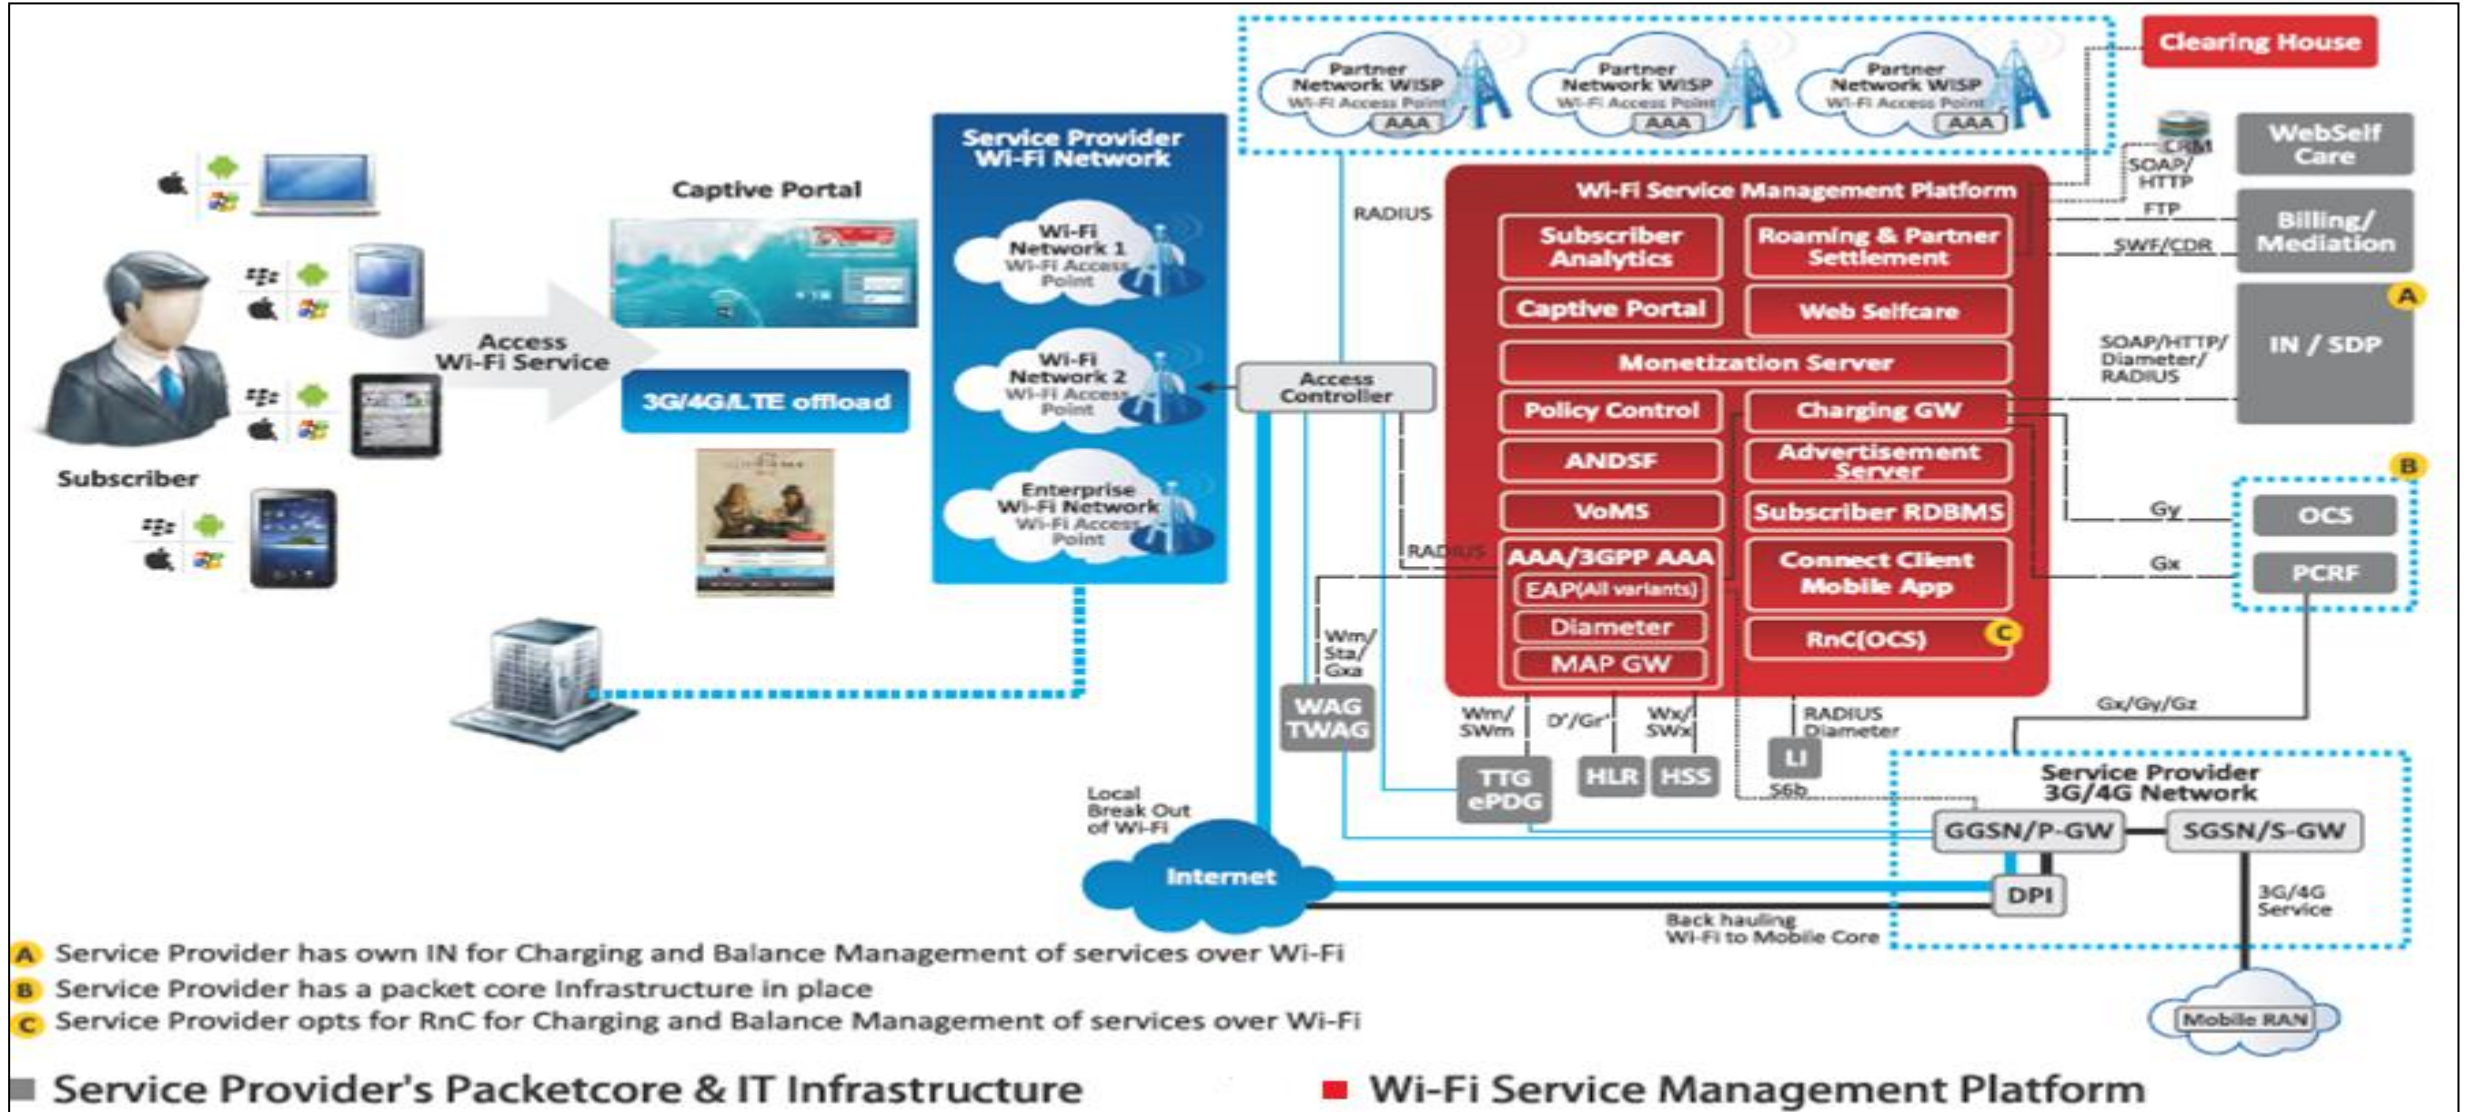 Clearing House
Partner
Network WISP
Wi-Fi Access Point
AAA
Partner
Network WISP
Wi-Fi Access Point
AAA
Partner
Network WISP
Wi-Fi Access Point
AAA
CRM
WebSelf
Care
SOAP/
HTTP
FTP
SWF/CDR
Billing/
Mediation
A
IN / SDP
SOAP/HTTP/
Diameter/
RADIUS
B
OCS
PCRF
Gy
Gx
Captive Portal
3G/4G/LTE offload
Access
Wi-Fi Service
Subscriber
Service Provider
Wi-Fi Network
Wi-Fi
Network 1
Wi-Fi Access
Point
Wi-Fi
Network 2
Wi-Fi Access
Point
Enterprise
Wi-Fi Network
Wi-Fi Access
Point
RADIUS
Access
Controller
RADIUS
Wi-Fi Service Management Platform
Subscriber
Analytics
Roaming & Partner
Settlement
Captive Portal
Web Selfcare
Monetization Server
Policy Control
Charging GW
ANDSF
Advertisement
Server
VoMS
Subscriber RDBMS
AAA/3GPP AAA
EAP(All variants)
Diameter
MAP GW
Connect Client
Mobile App
RnC(OCS)
C
Wm/
Sta/
Gxa
WAG
TWAG
Wm/
SWm
D'/Gr'
Wx/
SWx
RADIUS
Diameter
TTG
ePDG
HLR
HSS
LI
S6b
Gx/Gy/Gz
Service Provider
3G/4G Network
GGSN/P-GW
SGSN/S-GW
DPI
3G/4G
Service
Mobile RAN
Local
Break Out
of Wi-Fi
Internet
Back hauling
Wi-Fi to Mobile Core
A Service Provider has own IN for Charging and Balance Management of services over Wi-Fi
B Service Provider has a packet core Infrastructure in place
C Service Provider opts for RnC for Charging and Balance Management of services over Wi-Fi
Service Provider's Packetcore & IT Infrastructure
Wi-Fi Service Management Platform